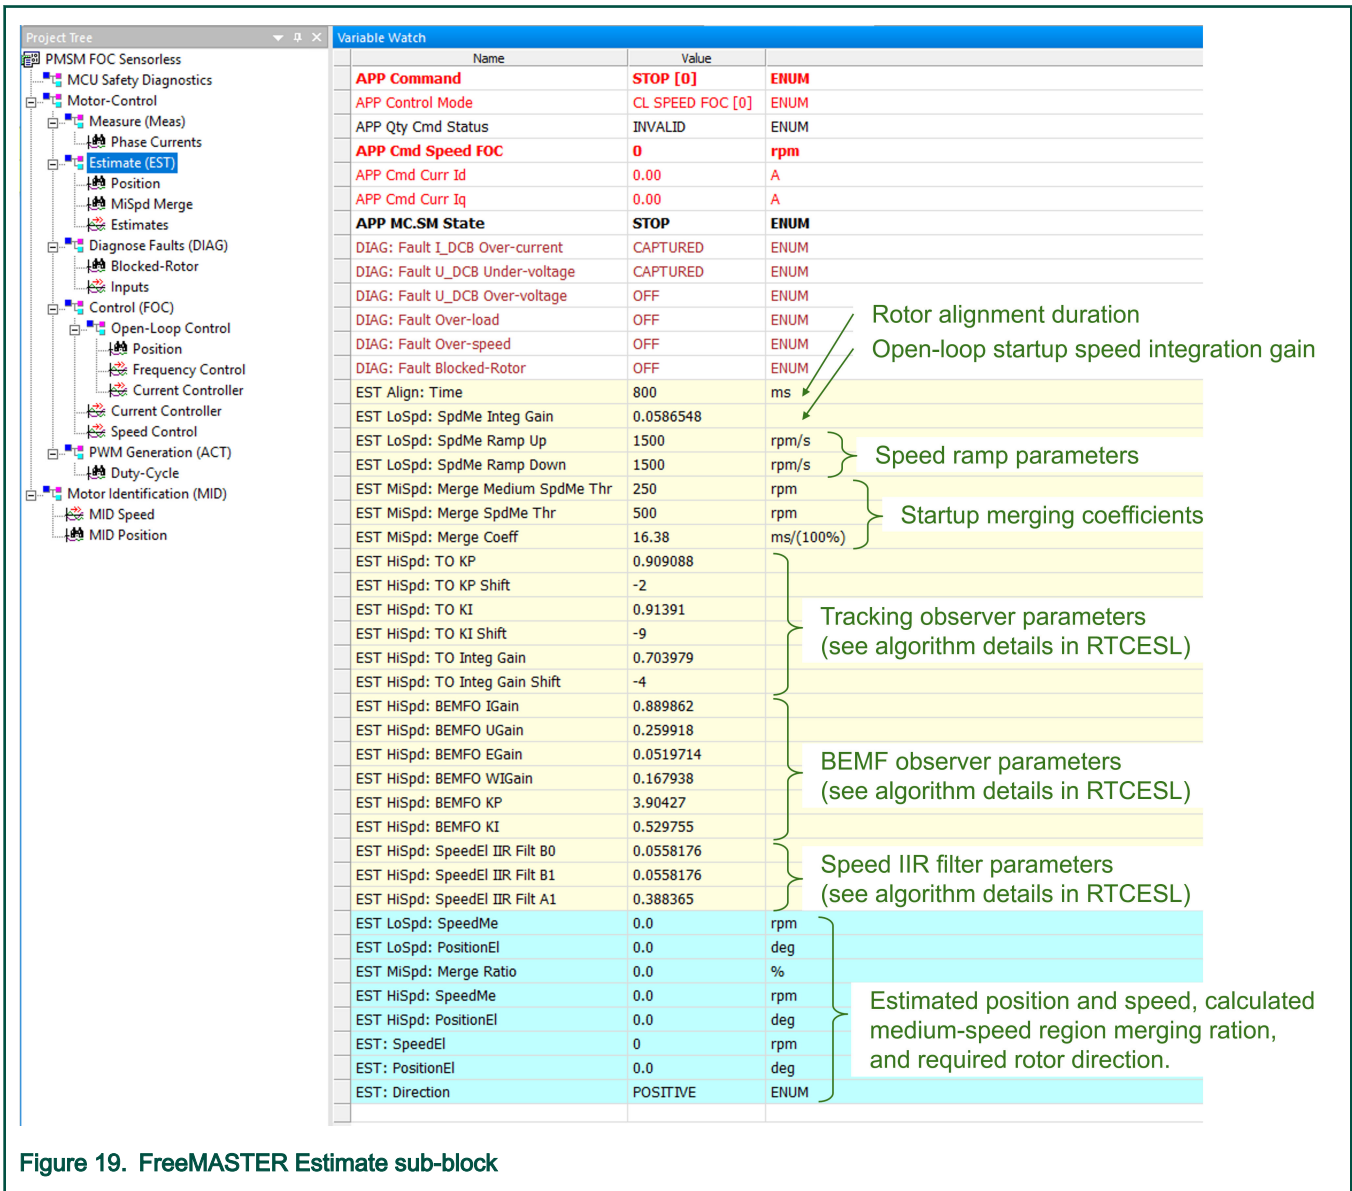 Project Tree
PMSM FOC Sensorless
MCU Safety Diagnostics
Motor-Control
Measure (Meas)
Phase Currents
Estimate (EST)
Position
MiSpd Merge
Estimates
Diagnose Faults (DIAG)
Blocked-Rotor
Inputs
Control (FOC)
Open-Loop Control
Position
Frequency Control
Current Controller
Current Controller
Speed Control
PWM Generation (ACT)
Duty-Cycle
Motor Identification (MID)
MID Speed
MID Position
Variable Watch
Name Value
APP Command STOP [0] ENUM
APP Control Mode CL SPEED FOC [0] ENUM
APP Qty Cmd Status INVALID ENUM
APP Cmd Speed FOC 0 rpm
APP Cmd Curr Id 0.00 A
APP Cmd Curr Iq 0.00 A
APP MC.SM State STOP ENUM
DIAG: Fault I_DCB Over-current CAPTURED ENUM
DIAG: Fault U_DCB Under-voltage CAPTURED ENUM
DIAG: Fault U_DCB Over-voltage OFF ENUM
DIAG: Fault Over-load OFF ENUM
DIAG: Fault Over-speed OFF ENUM
DIAG: Fault Blocked-Rotor OFF ENUM
EST Align: Time 800 ms
EST LoSpd: SpdMe Integ Gain 0.0586548
EST LoSpd: SpdMe Ramp Up 1500 rpm/s
EST LoSpd: SpdMe Ramp Down 1500 rpm/s
EST MiSpd: Merge Medium SpdMe Thr 250 rpm
EST MiSpd: Merge SpdMe Thr 500 rpm
EST MiSpd: Merge Coeff 16.38 ms/(100%)
EST HiSpd: TO KP 0.909088
EST HiSpd: TO KP Shift -2
EST HiSpd: TO KI 0.91391
EST HiSpd: TO KI Shift -9
EST HiSpd: TO Integ Gain 0.703979
EST HiSpd: TO Integ Gain Shift -4
EST HiSpd: BEMFO IGain 0.889862
EST HiSpd: BEMFO UGain 0.259918
EST HiSpd: BEMFO EGain 0.0519714
EST HiSpd: BEMFO WIGain 0.167938
EST HiSpd: BEMFO KP 3.90427
EST HiSpd: BEMFO KI 0.529755
EST HiSpd: SpeedEl IIR Filt B0 0.0558176
EST HiSpd: SpeedEl IIR Filt B1 0.0558176
EST HiSpd: SpeedEl IIR Filt A1 0.388365
EST LoSpd: SpeedMe 0.0 rpm
EST LoSpd: PositionEl 0.0 deg
EST MiSpd: Merge Ratio 0.0 %
EST HiSpd: SpeedMe 0.0 rpm
EST HiSpd: PositionEl 0.0 deg
EST: SpeedEl 0 rpm
EST: PositionEl 0.0 deg
EST: Direction POSITIVE ENUM
Rotor alignment duration
Open-loop startup speed integration gain
Speed ramp parameters
Startup merging coefficients
Tracking observer parameters
(see algorithm details in RTCESL)
BEMF observer parameters
(see algorithm details in RTCESL)
Speed IIR filter parameters
(see algorithm details in RTCESL)
Estimated position and speed, calculated
medium-speed region merging ration,
and required rotor direction.
Figure 19. FreeMASTER Estimate sub-block